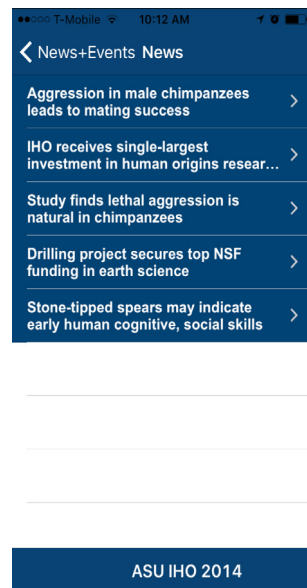 T-Mobile 10:12 AM
News+Events News
Aggression in male chimpanzees
leads to mating success
IHO receives single-largest
investment in human origins resear...
Study finds lethal aggression is
natural in chimpanzees
Drilling project secures top NSF
funding in earth science
Stone-tipped spears may indicate
early human cognitive, social skills
ASU IHO 2014